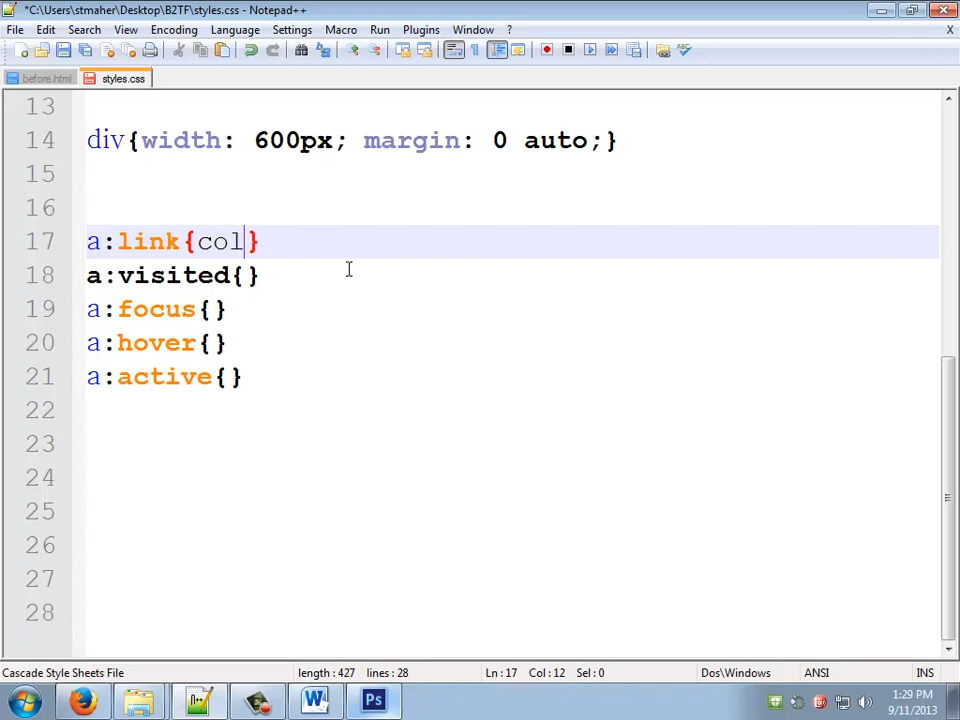 *C:\Users\stmaher\Desktop\B2TF\styles.css - Notepad++
File Edit Search View Encoding Language Settings Macro Run Plugins Window ? X
before.html styles.css
13
14 div{width: 600px; margin: 0 auto;}
15
16
17 a:link{col}
18 a:visited{}
19 a:focus{}
20 a:hover{}
21 a:active{}
22
23
24
25
26
27
28
Cascade Style Sheets File length : 427 lines : 28 Ln : 17 Col : 12 Sel : 0 Dos\Windows ANSI INS
1:29 PM
9/11/2013